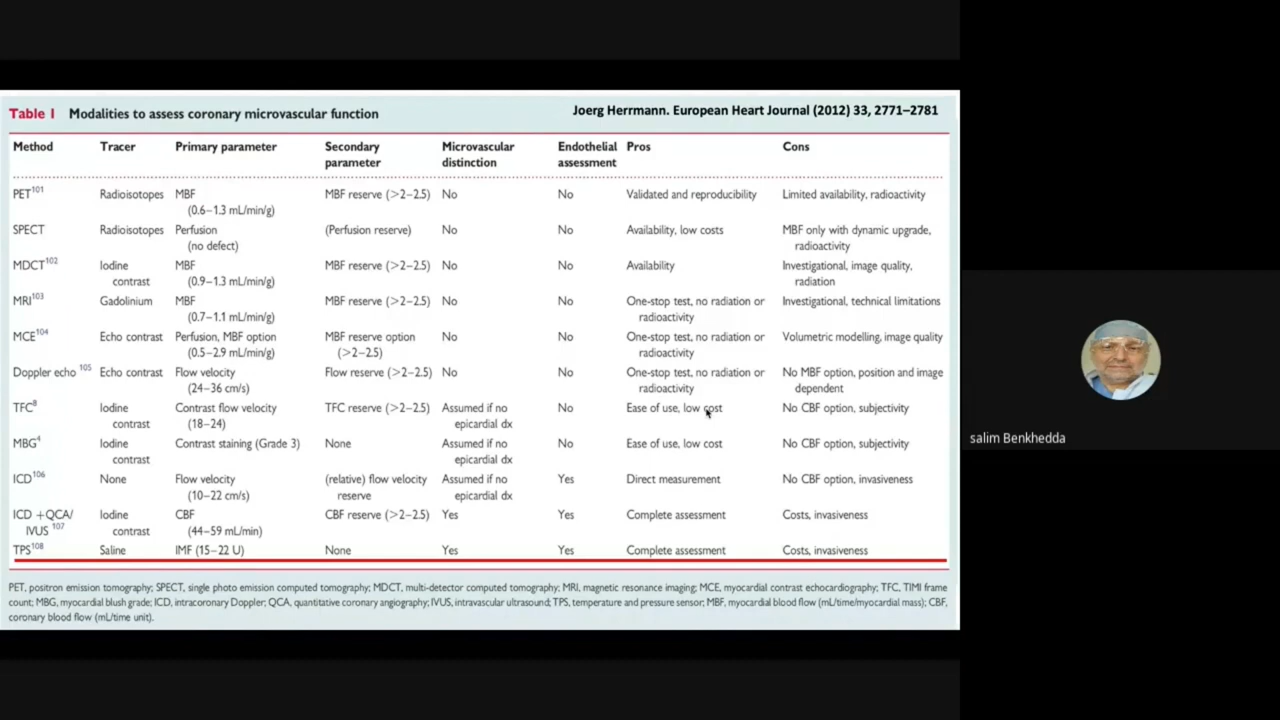 Table 1 Modalities to assess coronary microvascular function
Joerg Herrmann. European Heart Journal (2012) 33, 2771–2781
Method Tracer Primary parameter Secondary parameter Microvascular distinction Endothelial assessment Pros Cons
PET101 Radioisotopes MBF (0.6–1.3 mL/min/g) MBF reserve (>2–2.5) No No Validated and reproducibility Limited availability, radioactivity
SPECT Radioisotopes Perfusion (no defect) (Perfusion reserve) No No Availability, low costs MBF only with dynamic upgrade, radioactivity
MDCT102 Iodine contrast MBF (0.9–1.3 mL/min/g) MBF reserve (>2–2.5) No No Availability Investigational, image quality, radiation
MRI103 Gadolinium MBF (0.7–1.1 mL/min/g) MBF reserve (>2–2.5) No No One-stop test, no radiation or radioactivity Investigational, technical limitations
MCE104 Echo contrast Perfusion, MBF option (0.5–2.9 mL/min/g) MBF reserve option (>2–2.5) No No One-stop test, no radiation or radioactivity Volumetric modelling, image quality
Doppler echo 105 Echo contrast Flow velocity (24–36 cm/s) Flow reserve (>2–2.5) No No One-stop test, no radiation or radioactivity No MBF option, position and image dependent
TFC8 Iodine contrast Contrast flow velocity (18–24) TFC reserve (>2–2.5) Assumed if no epicardial dx No Ease of use, low cost No CBF option, subjectivity
MBG4 Iodine contrast Contrast staining (Grade 3) None Assumed if no epicardial dx No Ease of use, low cost No CBF option, subjectivity
ICD106 None Flow velocity (10–22 cm/s) (relative) flow velocity reserve Assumed if no epicardial dx Yes Direct measurement No CBF option, invasiveness
ICD +QCA/ IVUS 107 Iodine contrast CBF (44–59 mL/min) CBF reserve (>2–2.5) Yes Yes Complete assessment Costs, invasiveness
TPS108 Saline IMF (15–22 U) None Yes Yes Complete assessment Costs, invasiveness
PET, positron emission tomography; SPECT, single photo emission computed tomography; MDCT, multi-detector computed tomography; MRI, magnetic resonance imaging; MCE, myocardial contrast echocardiography; TFC, TIMI frame
count; MBG, myocardial blush grade; ICD, intracoronary Doppler; QCA, quantitative coronary angiography; IVUS, intravascular ultrasound; TPS, temperature and pressure sensor; MBF, myocardial blood flow (mL/time/myocardial mass); CBF,
coronary blood flow (mL/time unit).
salim Benkhedda